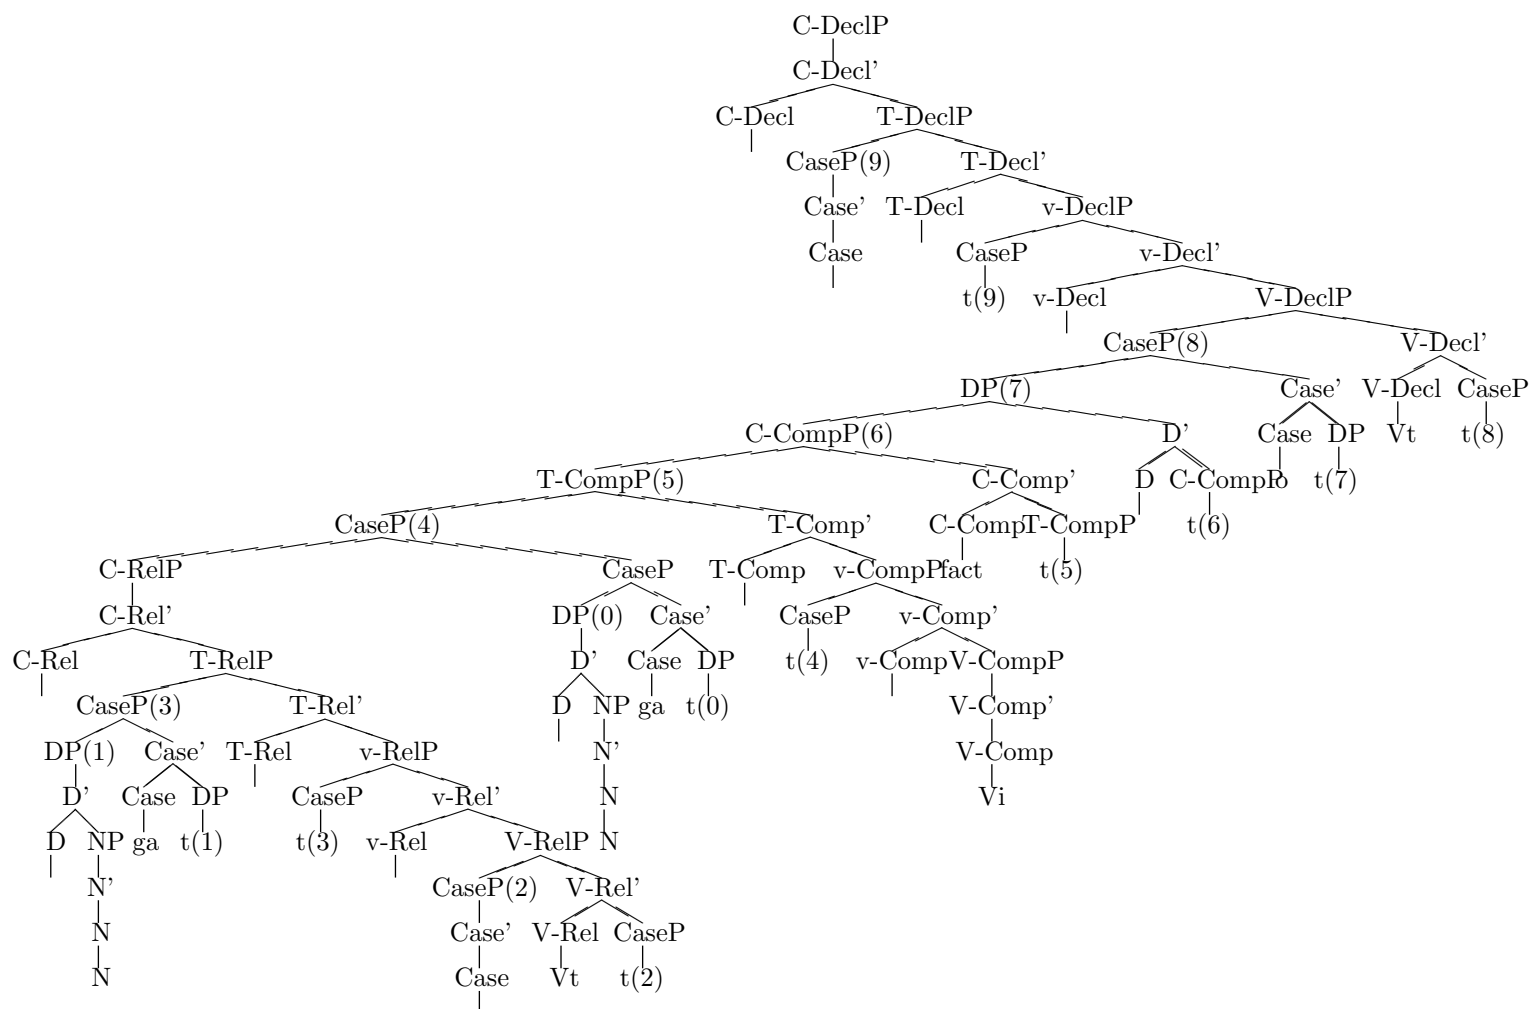 C-DeclP
C-Decl'
C-Decl T-DeclP
CaseP(9) T-Decl'
Case' T-Decl v-DeclP
Case CaseP v-Decl'
t(9) v-Decl V-DeclP
CaseP(8) V-Decl'
DP(7) Case' V-Decl CaseP
C-CompP(6) D' Case DP Vt t(8)
T-CompP(5) C-Comp' D C-CompP o t(7)
CaseP(4) T-Comp' C-Comp T-CompP t(6)
C-RelP CaseP T-Comp v-CompP fact t(5)
C-Rel' DP(0) Case' CaseP v-Comp'
C-Rel T-RelP D' Case DP t(4) v-Comp V-CompP
CaseP(3) T-Rel' D NP ga t(0) V-Comp'
DP(1) Case' T-Rel v-RelP N' V-Comp
D' Case DP CaseP v-Rel' N Vi
D NP ga t(1) t(3) v-Rel V-RelP N
N' CaseP(2) V-Rel'
N Case' V-Rel CaseP
N Case Vt t(2)